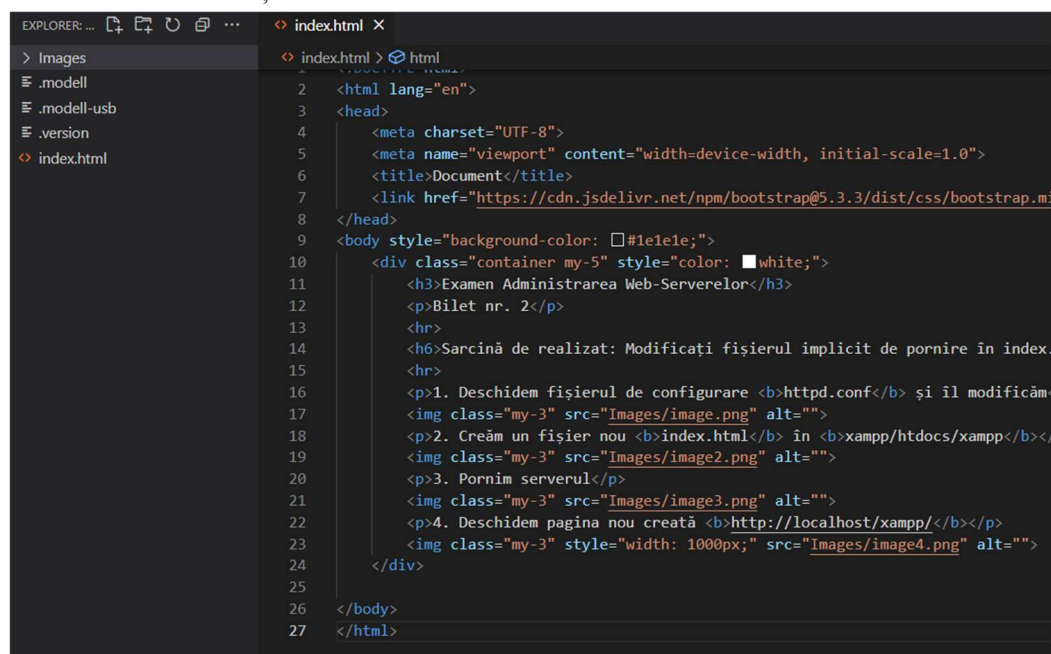 EXPLORER: ... index.html
> Images index.html > html
.modell
.modell-usb
.version
index.html
1 <!DOCTYPE html>
2 <html lang="en">
3 <head>
4 <meta charset="UTF-8">
5 <meta name="viewport" content="width=device-width, initial-scale=1.0">
6 <title>Document</title>
7 <link href="https://cdn.jsdelivr.net/npm/bootstrap@5.3.3/dist/css/bootstrap.mi
8 </head>
9 <body style="background-color: #1e1e1e;">
10 <div class="container my-5" style="color: white;">
11 <h3>Examen Administrarea Web-Serverelor</h3>
12 <p>Bilet nr. 2</p>
13 <hr>
14 <h6>Sarcină de realizat: Modificați fișierul implicit de pornire în index.
15 <hr>
16 <p>1. Deschidem fișierul de configurare <b>httpd.conf</b> și îl modificăm<
17 <img class="my-3" src="Images/image.png" alt="">
18 <p>2. Creăm un fișier nou <b>index.html</b> în <b>xampp/htdocs/xampp</b></
19 <img class="my-3" src="Images/image2.png" alt="">
20 <p>3. Pornim serverul</p>
21 <img class="my-3" src="Images/image3.png" alt="">
22 <p>4. Deschidem pagina nou creată <b>http://localhost/xampp/</b></p>
23 <img class="my-3" style="width: 1000px;" src="Images/image4.png" alt="">
24 </div>
25
26 </body>
27 </html>